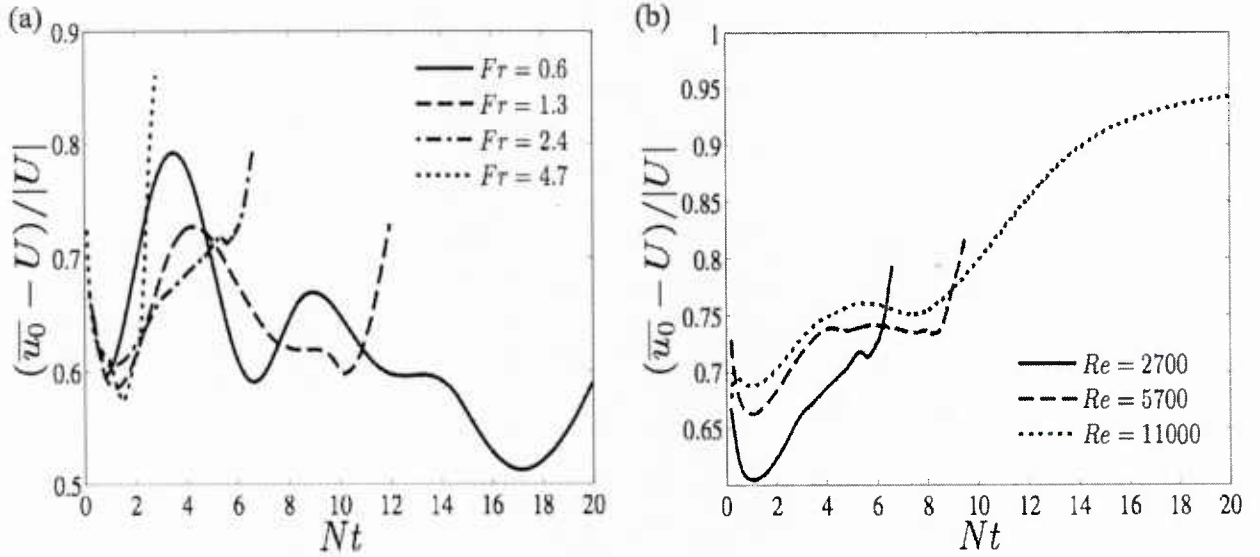 (a)
0.9
0.8
0.7
0.6
0.5
0 2 4 6 8 10 12 14 16 18 20
Nt
(u̅₀ − U)/|U|
Fr = 0.6
Fr = 1.3
Fr = 2.4
Fr = 4.7
(b)
1
0.95
0.9
0.85
0.8
0.75
0.7
0.65
0 2 4 6 8 10 12 14 16 18 20
Nt
(u̅₀ − U)/|U|
Re = 2700
Re = 5700
Re = 11000